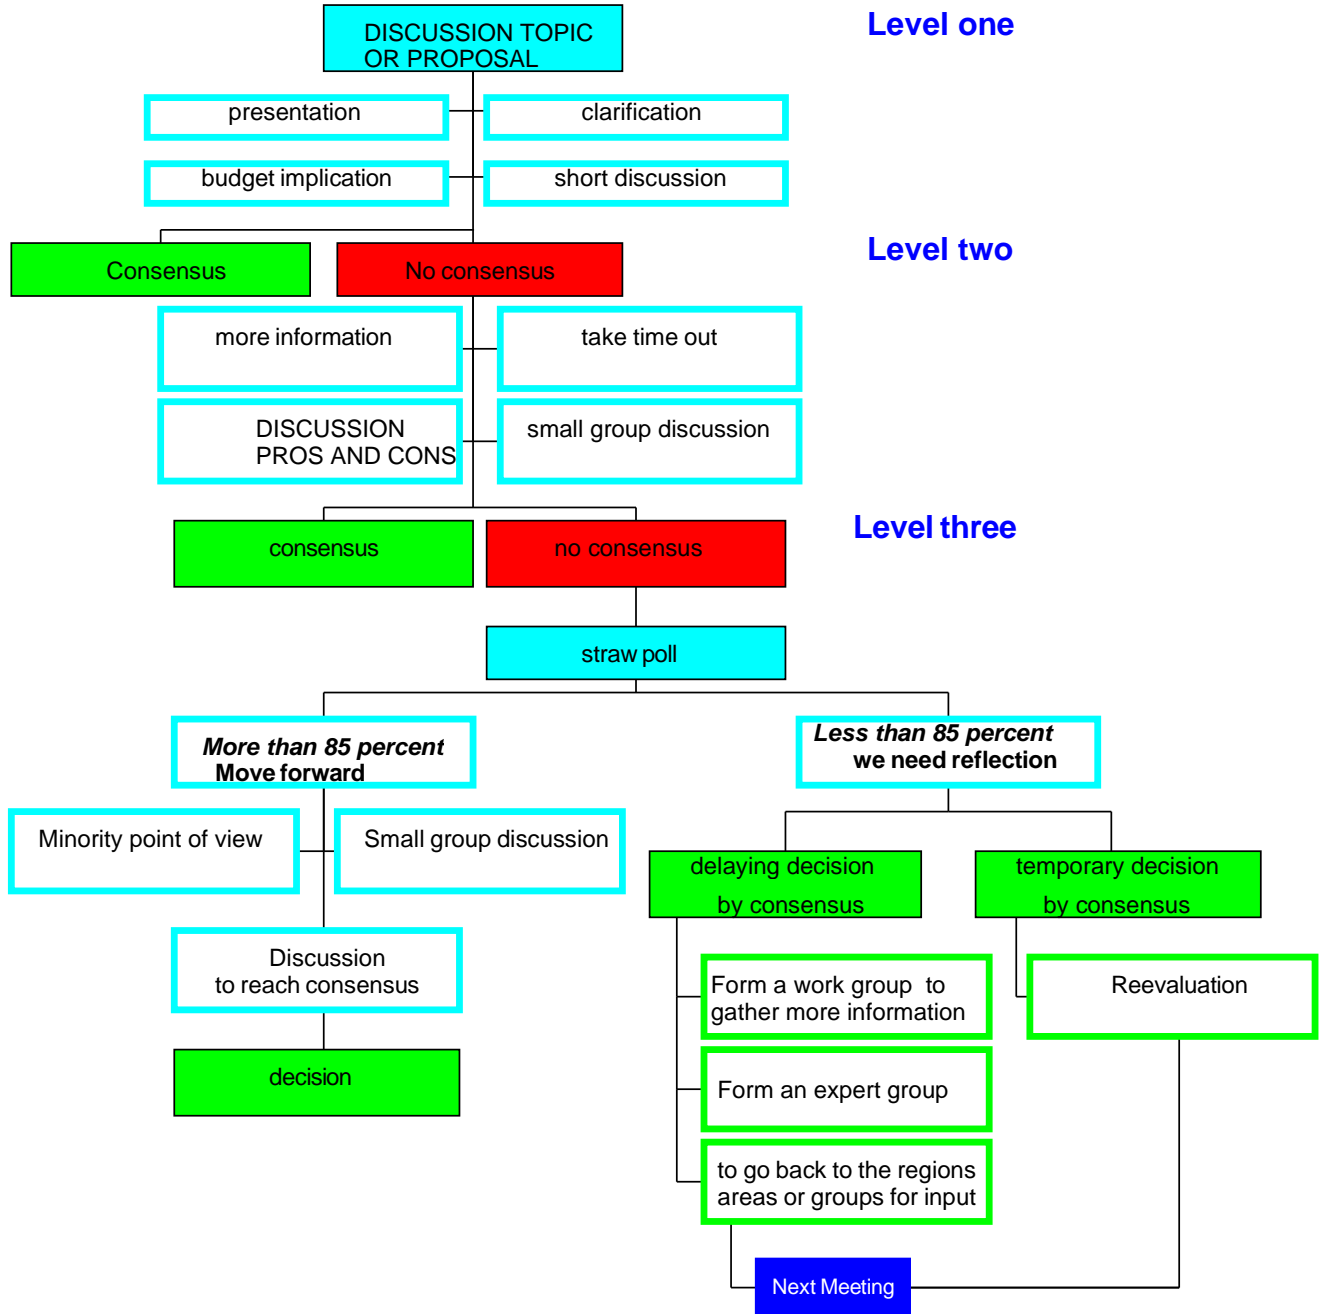 DISCUSSION TOPIC
OR PROPOSAL
Level one
presentation
clarification
budget implication
short discussion
Level two
Consensus
No consensus
more information
take time out
DISCUSSION
PROS AND CONS
small group discussion
Level three
consensus
no consensus
straw poll
More than 85 percent
Move forward
Less than 85 percent
we need reflection
Minority point of view
Small group discussion
delaying decision
by consensus
temporary decision
by consensus
Discussion
to reach consensus
Form a work group to
gather more information
Reevaluation
decision
Form an expert group
to go back to the regions
areas or groups for input
Next Meeting